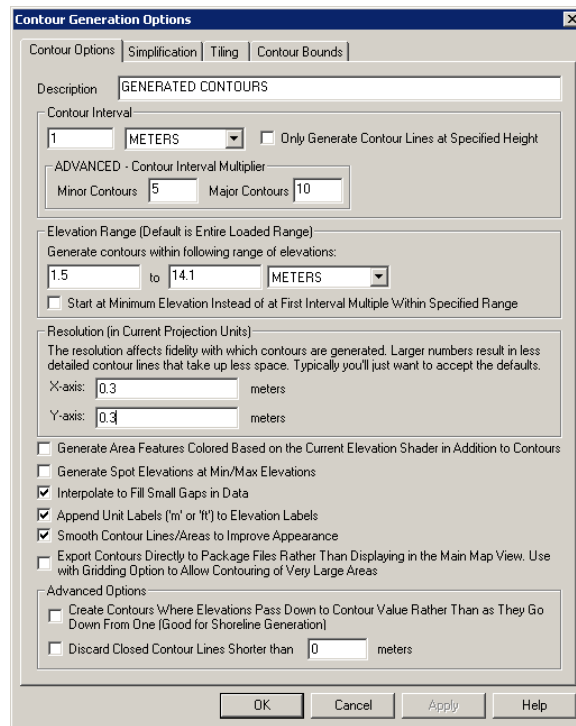 Contour Generation Options
Contour Options Simplification Tiling Contour Bounds
Description GENERATED CONTOURS
Contour Interval
1 METERS Only Generate Contour Lines at Specified Height
ADVANCED - Contour Interval Multiplier
Minor Contours 5 Major Contours 10
Elevation Range (Default is Entire Loaded Range)
Generate contours within following range of elevations:
1.5 to 14.1 METERS
Start at Minimum Elevation Instead of at First Interval Multiple Within Specified Range
Resolution (in Current Projection Units)
The resolution affects fidelity with which contours are generated. Larger numbers result in less
detailed contour lines that take up less space. Typically you'll just want to accept the defaults.
X-axis: 0.3 meters
Y-axis: 0.3 meters
Generate Area Features Colored Based on the Current Elevation Shader in Addition to Contours
Generate Spot Elevations at Min/Max Elevations
Interpolate to Fill Small Gaps in Data
Append Unit Labels ('m' or 'ft') to Elevation Labels
Smooth Contour Lines/Areas to Improve Appearance
Export Contours Directly to Package Files Rather Than Displaying in the Main Map View. Use
with Gridding Option to Allow Contouring of Very Large Areas
Advanced Options
Create Contours Where Elevations Pass Down to Contour Value Rather Than as They Go
Down From One (Good for Shoreline Generation)
Discard Closed Contour Lines Shorter than 0 meters
OK Cancel Apply Help